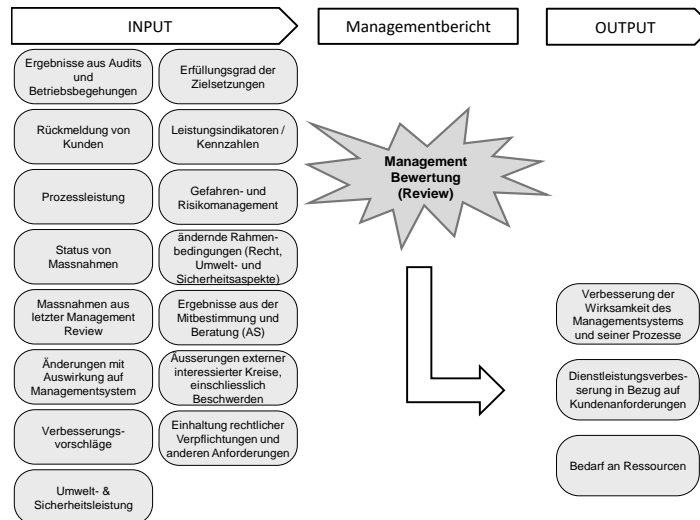 INPUT
Managementbericht
OUTPUT
Ergebnisse aus Audits
und
Betriebsbegehungen
Erfüllungsgrad der
Zielsetzungen
Rückmeldung von
Kunden
Leistungsindikatoren /
Kennzahlen
Prozessleistung
Gefahren- und
Risikomanagement
Status von
Massnahmen
ändernde Rahmen-
bedingungen (Recht,
Umwelt- und
Sicherheitsaspekte)
Massnahmen aus
letzter Management
Review
Ergebnisse aus der
Mitbestimmung und
Beratung (AS)
Änderungen mit
Auswirkung auf
Managementsystem
Äusserungen externer
interessierter Kreise,
einschliesslich
Beschwerden
Verbesserungs-
vorschläge
Einhaltung rechtlicher
Verpflichtungen und
anderen Anforderungen
Umwelt- &
Sicherheitsleistung
Management
Bewertung
(Review)
Verbesserung der
Wirksamkeit des
Managementsystems
und seiner Prozesse
Dienstleistungsverbes-
serung in Bezug auf
Kundenanforderungen
Bedarf an Ressourcen